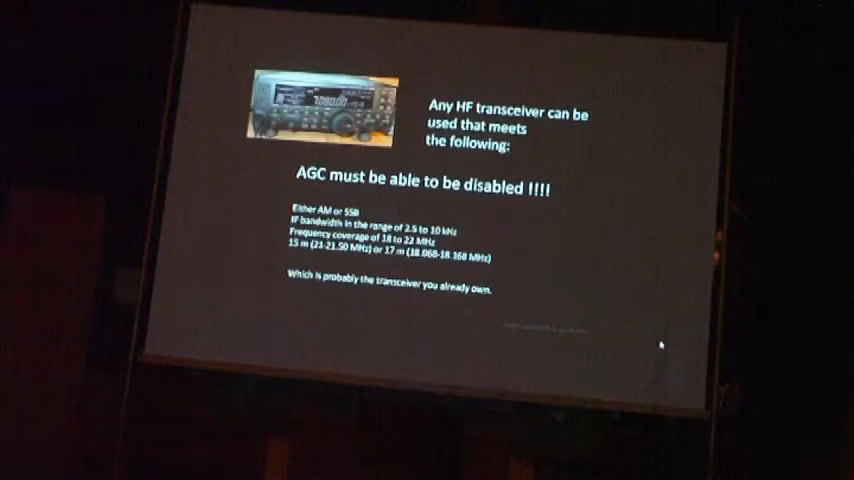 7.080.00
Any HF transceiver can be
used that meets
the following:
AGC must be able to be disabled !!!!
Either AM or SSB
IF bandwidth in the range of 2.5 to 10 kHz
Frequency coverage of 18 to 22 MHz
15 m (21-21.50 MHz) or 17 m (18.068-18.168 MHz)
Which is probably the transceiver you already own.